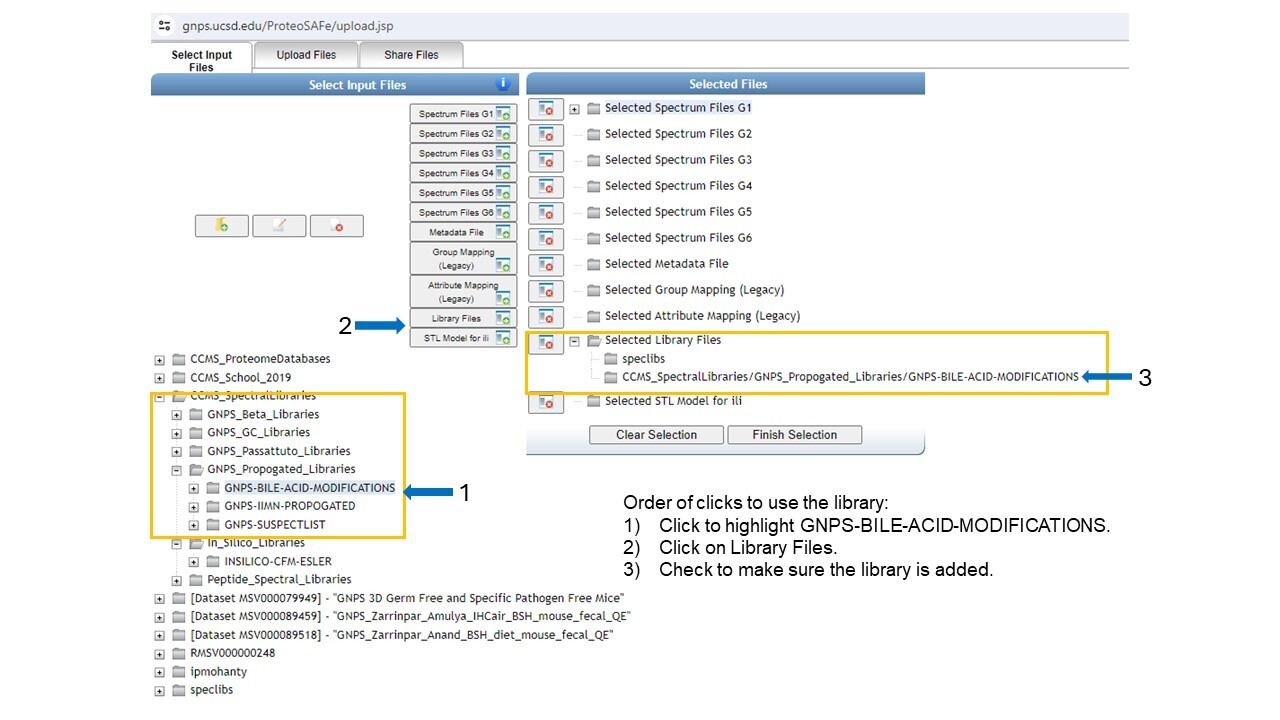 gnps.ucsd.edu/ProteoSAFe/upload.jsp
Select Input
Files
Upload Files
Share Files
Select Input Files
i
Spectrum Files G1
Spectrum Files G2
Spectrum Files G3
Spectrum Files G4
Spectrum Files G5
Spectrum Files G6
Metadata File
Group Mapping
(Legacy)
Attribute Mapping
(Legacy)
2
Library Files
STL Model for ili
CCMS_ProteomeDatabases
CCMS_School_2019
CCMS_SpectralLibraries
GNPS_Beta_Libraries
GNPS_GC_Libraries
GNPS_Passattuto_Libraries
GNPS_Propogated_Libraries
GNPS-BILE-ACID-MODIFICATIONS
1
GNPS-IIMN-PROPOGATED
GNPS-SUSPECTLIST
In_Silico_Libraries
INSILICO-CFM-ESLER
Peptide_Spectral_Libraries
[Dataset MSV000079949] - "GNPS 3D Germ Free and Specific Pathogen Free Mice"
[Dataset MSV000089459] - "GNPS_Zarrinpar_Amulya_IHCair_BSH_mouse_fecal_QE"
[Dataset MSV000089518] - "GNPS_Zarrinpar_Anand_BSH_diet_mouse_fecal_QE"
RMSV000000248
ipmohanty
speclibs
Selected Files
Selected Spectrum Files G1
Selected Spectrum Files G2
Selected Spectrum Files G3
Selected Spectrum Files G4
Selected Spectrum Files G5
Selected Spectrum Files G6
Selected Metadata File
Selected Group Mapping (Legacy)
Selected Attribute Mapping (Legacy)
Selected Library Files
speclibs
CCMS_SpectralLibraries/GNPS_Propogated_Libraries/GNPS-BILE-ACID-MODIFICATIONS
3
Selected STL Model for ili
Clear Selection
Finish Selection
Order of clicks to use the library:
1) Click to highlight GNPS-BILE-ACID-MODIFICATIONS.
2) Click on Library Files.
3) Check to make sure the library is added.